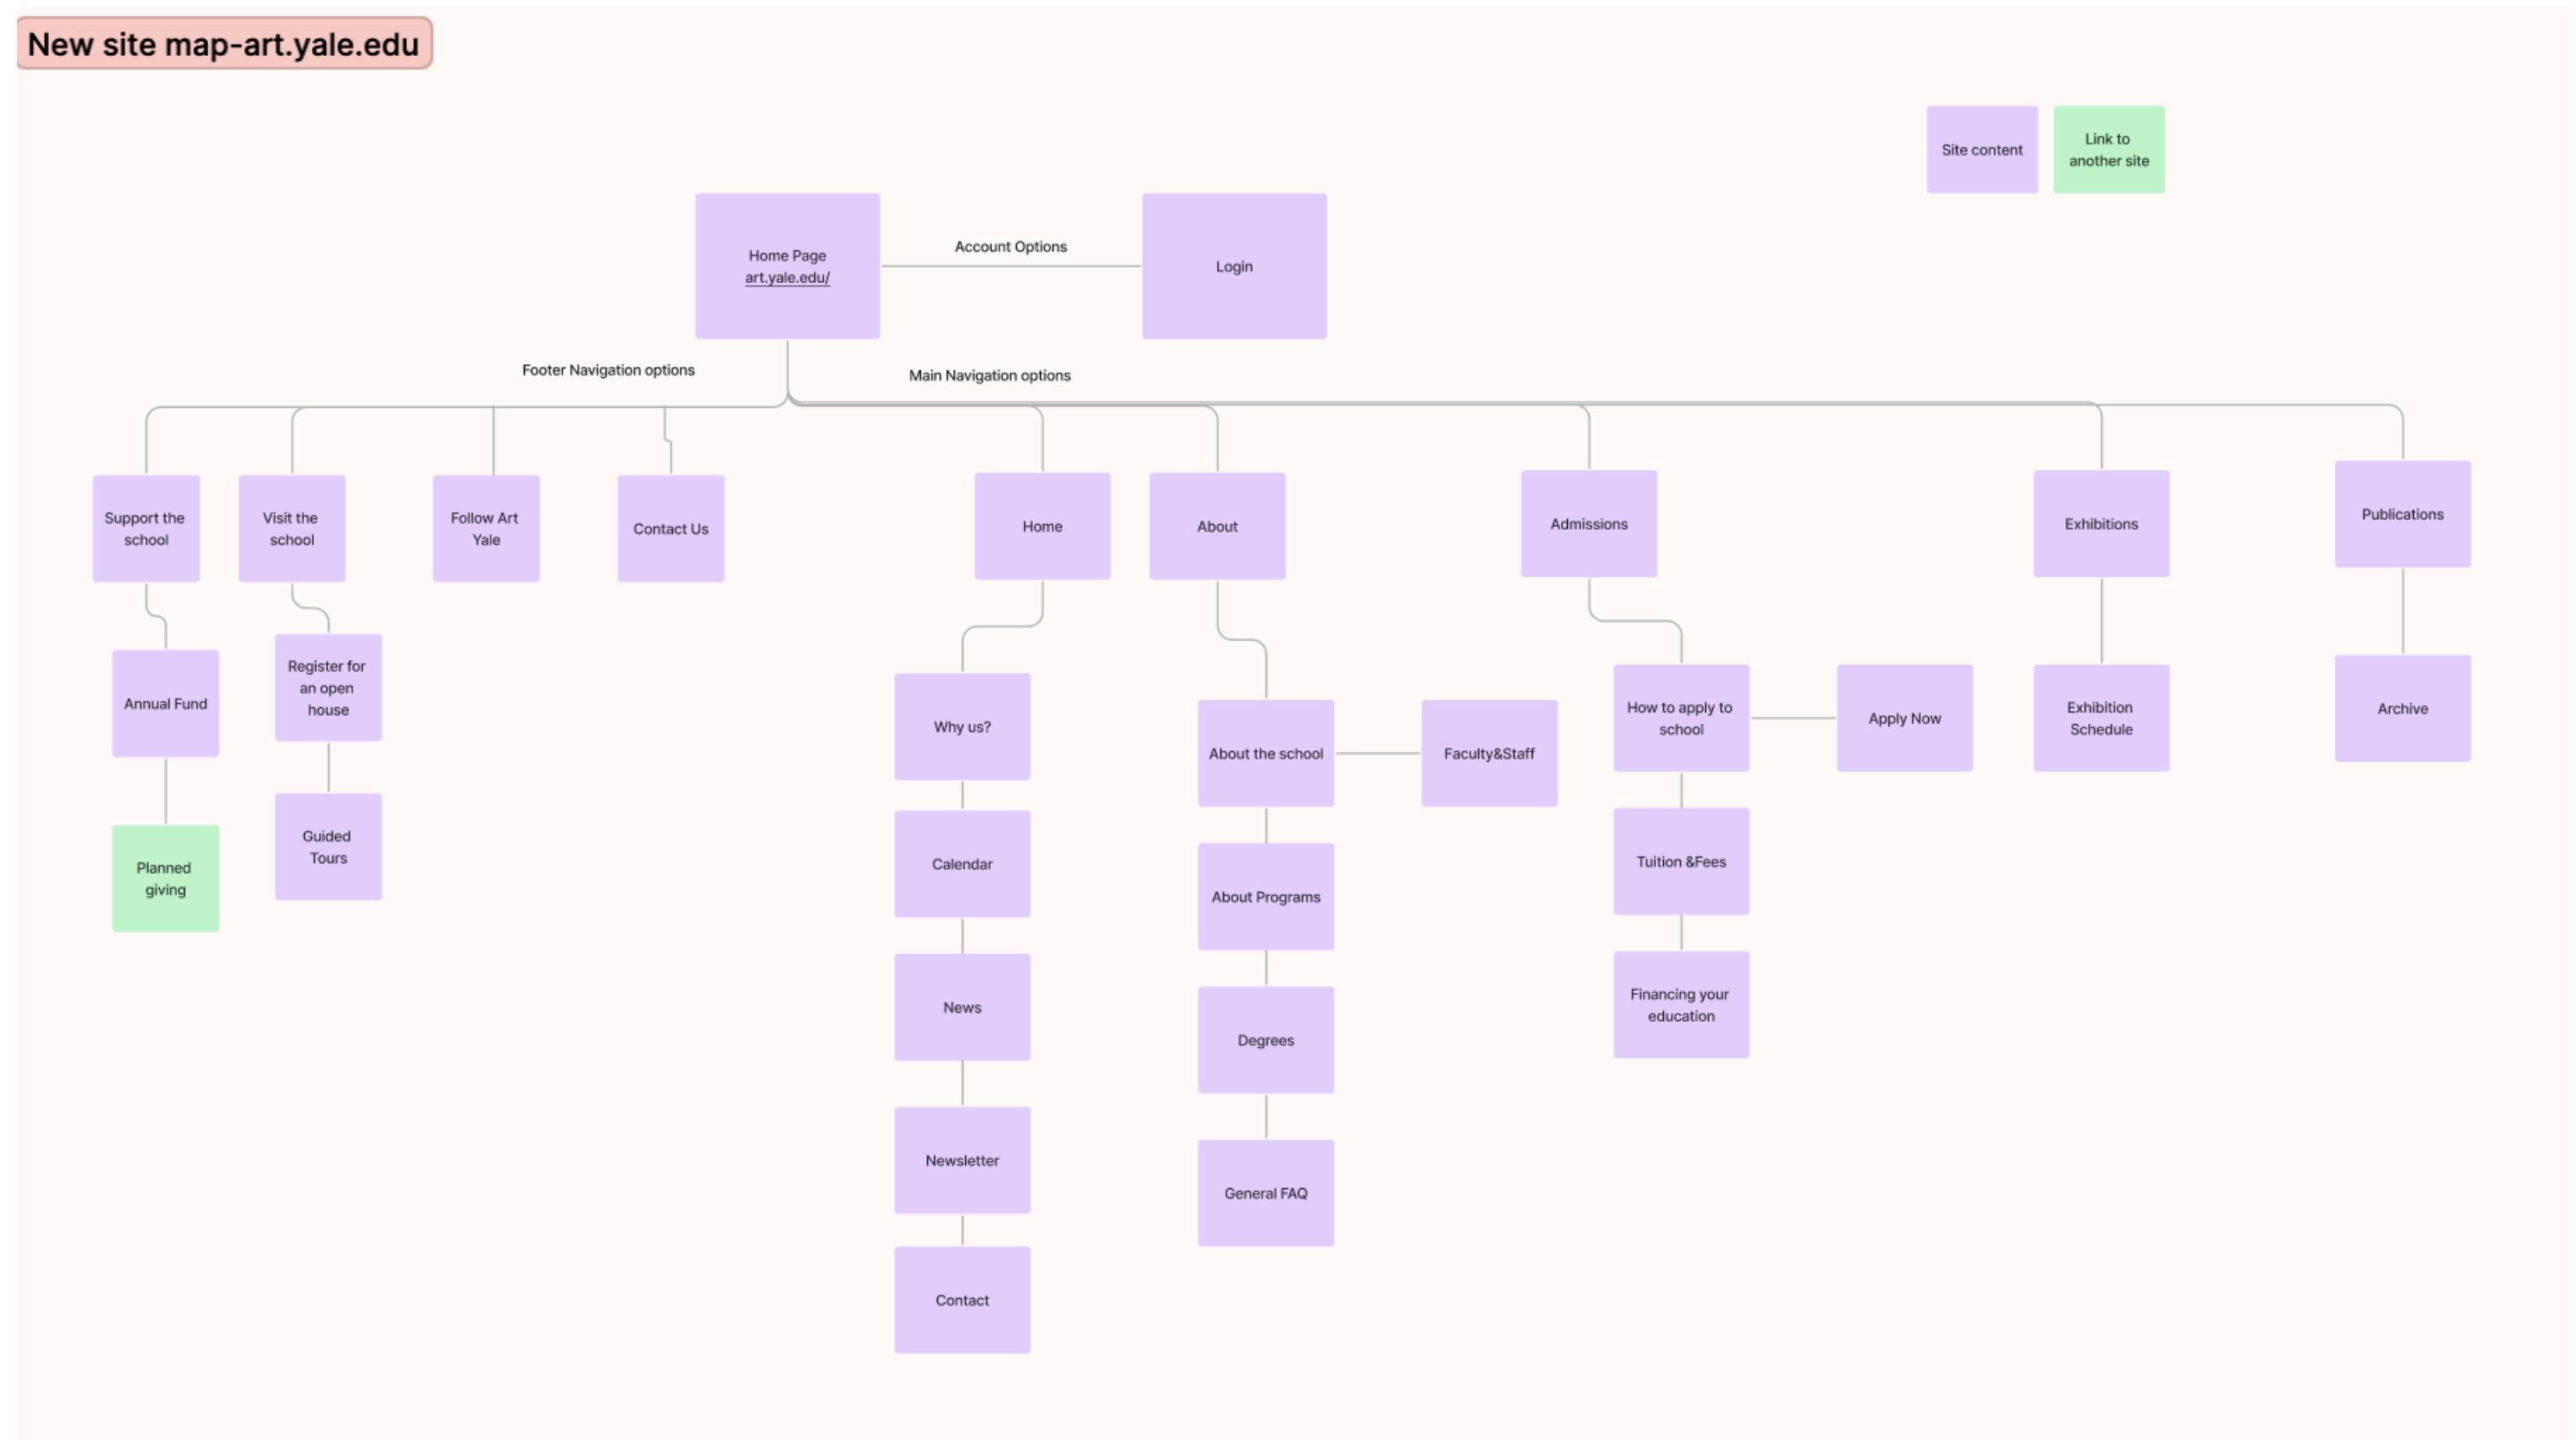 New site map-art.yale.edu
Site content
Link to
another site
Home Page
art.yale.edu/
Account Options
Login
Footer Navigation options
Main Navigation options
Support the
school
Visit the
school
Follow Art
Yale
Contact Us
Home
About
Admissions
Exhibitions
Publications
Annual Fund
Register for
an open
house
Why us?
About the school
Faculty&Staff
How to apply to
school
Apply Now
Exhibition
Schedule
Archive
Planned
giving
Guided
Tours
Calendar
About Programs
Tuition &Fees
News
Degrees
Financing your
education
Newsletter
General FAQ
Contact